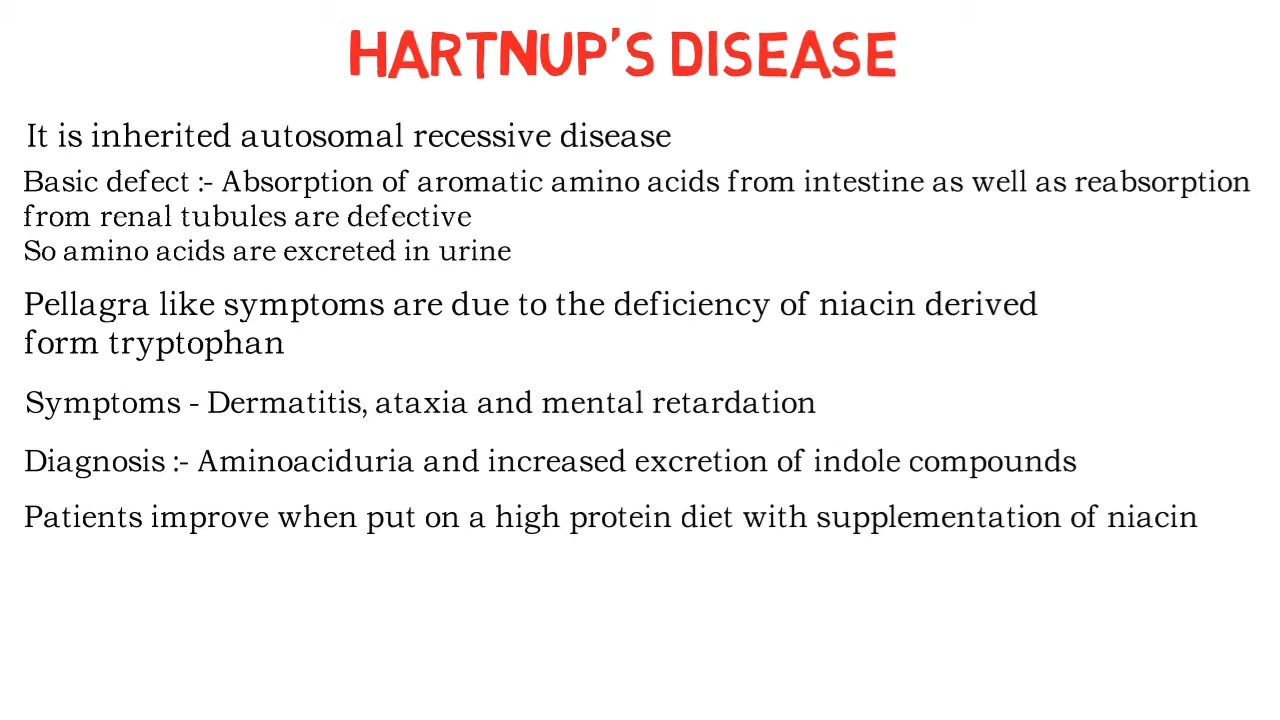 HARTNUP'S DISEASE
It is inherited autosomal recessive disease
Basic defect :- Absorption of aromatic amino acids from intestine as well as reabsorption
from renal tubules are defective
So amino acids are excreted in urine
Pellagra like symptoms are due to the deficiency of niacin derived
form tryptophan
Symptoms - Dermatitis, ataxia and mental retardation
Diagnosis :- Aminoaciduria and increased excretion of indole compounds
Patients improve when put on a high protein diet with supplementation of niacin